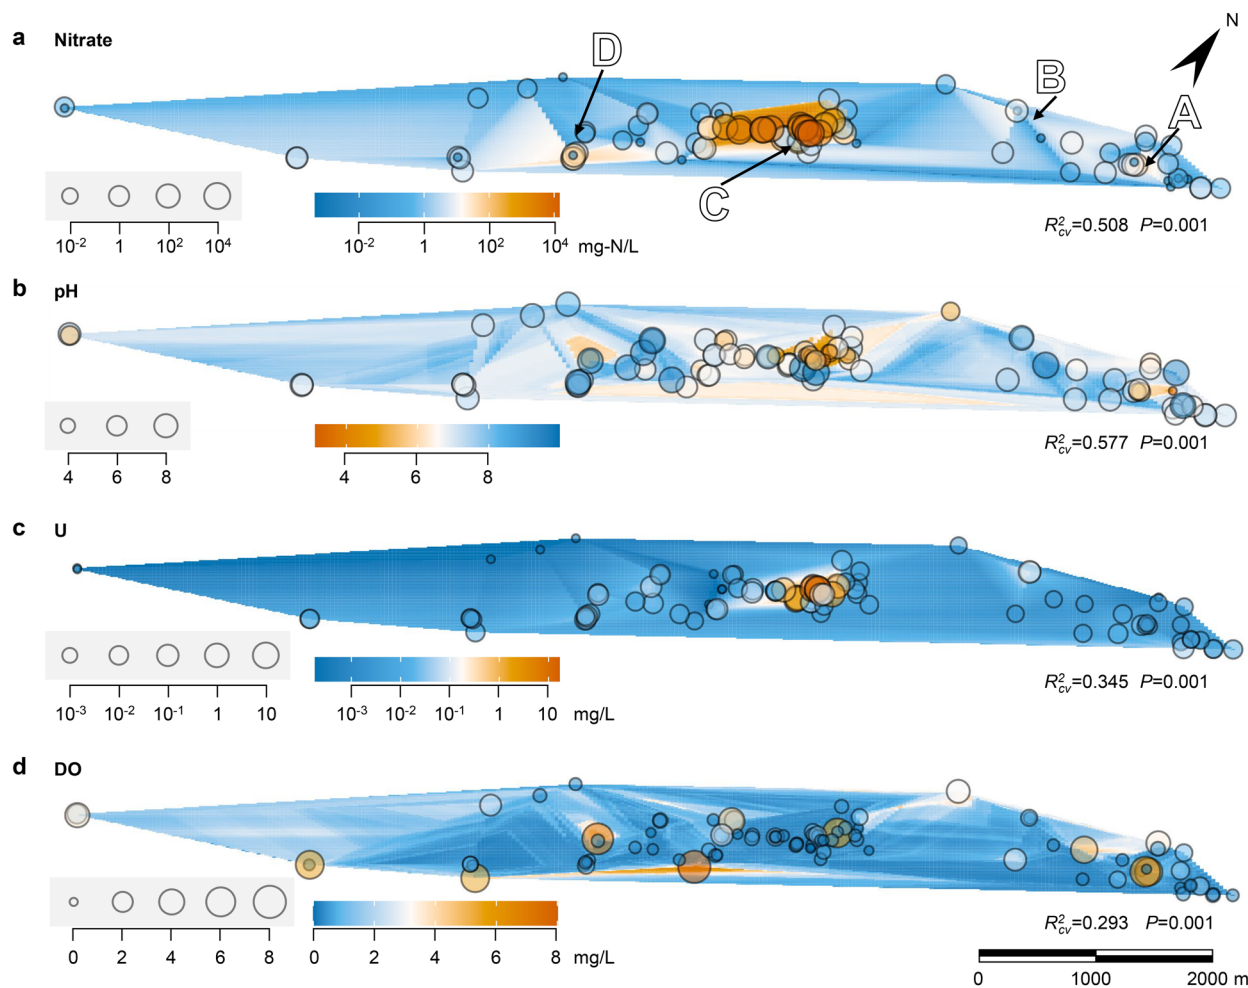 a Nitrate
N
D
B
A
C
10-2 1 10² 10⁴
10-2 1 10² 10⁴ mg-N/L
R²cv=0.508 P=0.001
b pH
4 6 8
4 6 8
R²cv=0.577 P=0.001
c U
10-3 10-2 10-1 1 10
10-3 10-2 10-1 1 10 mg/L
R²cv=0.345 P=0.001
d DO
0 2 4 6 8
0 2 4 6 8 mg/L
R²cv=0.293 P=0.001
0 1000 2000 m